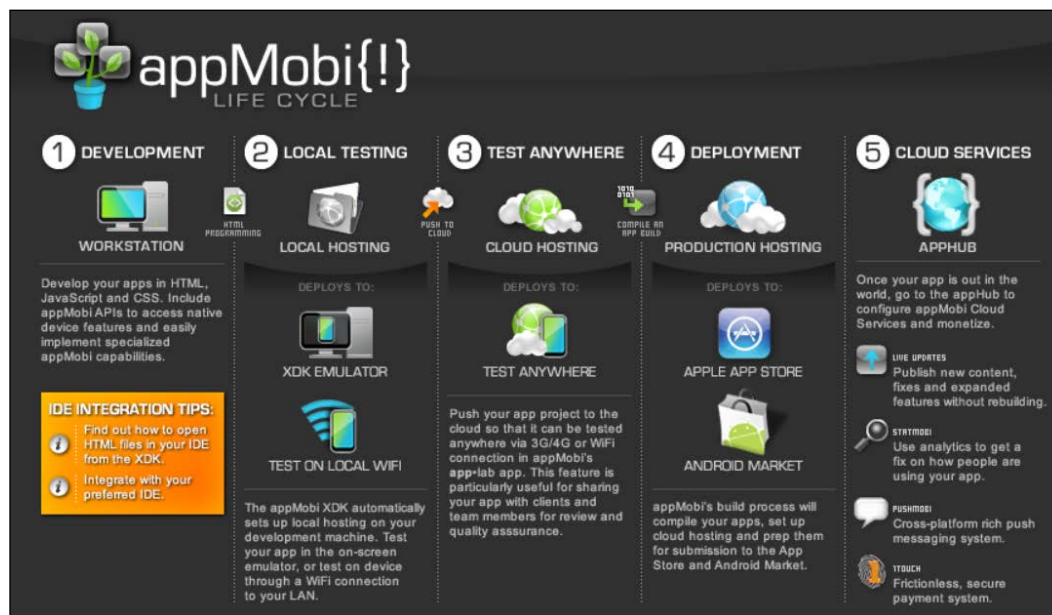 appMobi{!}
LIFE CYCLE
1 DEVELOPMENT
WORKSTATION
Develop your apps in HTML,
JavaScript and CSS. Include
appMobi APIs to access native
device features and easily
implement specialized
appMobi capabilities.
IDE INTEGRATION TIPS:
Find out how to open
HTML files in your IDE
from the XDK.
Integrate with your
preferred IDE.
HTML
PROGRAMMING
2 LOCAL TESTING
LOCAL HOSTING
DEPLOYS TO:
XDK EMULATOR
TEST ON LOCAL WIFI
The appMobi XDK automatically
sets up local hosting on your
development machine. Test
your app in the on-screen
emulator, or test on device
through a WiFi connection
to your LAN.
PUSH TO
CLOUD
3 TEST ANYWHERE
CLOUD HOSTING
DEPLOYS TO:
TEST ANYWHERE
Push your app project to the
cloud so that it can be tested
anywhere via 3G/4G or WiFi
connection in appMobi's
app•lab app. This feature is
particularly useful for sharing
your app with clients and
team members for review and
quality asssurance.
1010
0101
COMPILE AN
APP BUILD
4 DEPLOYMENT
PRODUCTION HOSTING
DEPLOYS TO:
APPLE APP STORE
ANDROID MARKET
appMobi's build process will
compile your apps, set up
cloud hosting and prep them
for submission to the App
Store and Android Market.
5 CLOUD SERVICES
APPHUB
Once your app is out in the
world, go to the appHub to
configure appMobi Cloud
Services and monetize.
LIVE UPDATES
Publish new content,
fixes and expanded
features without rebuilding.
STATMOBI
Use analytics to get a
fix on how people are
using your app.
PUSHMOBI
Cross-platform rich push
messaging system.
1TOUCH
Frictionless, secure
payment system.